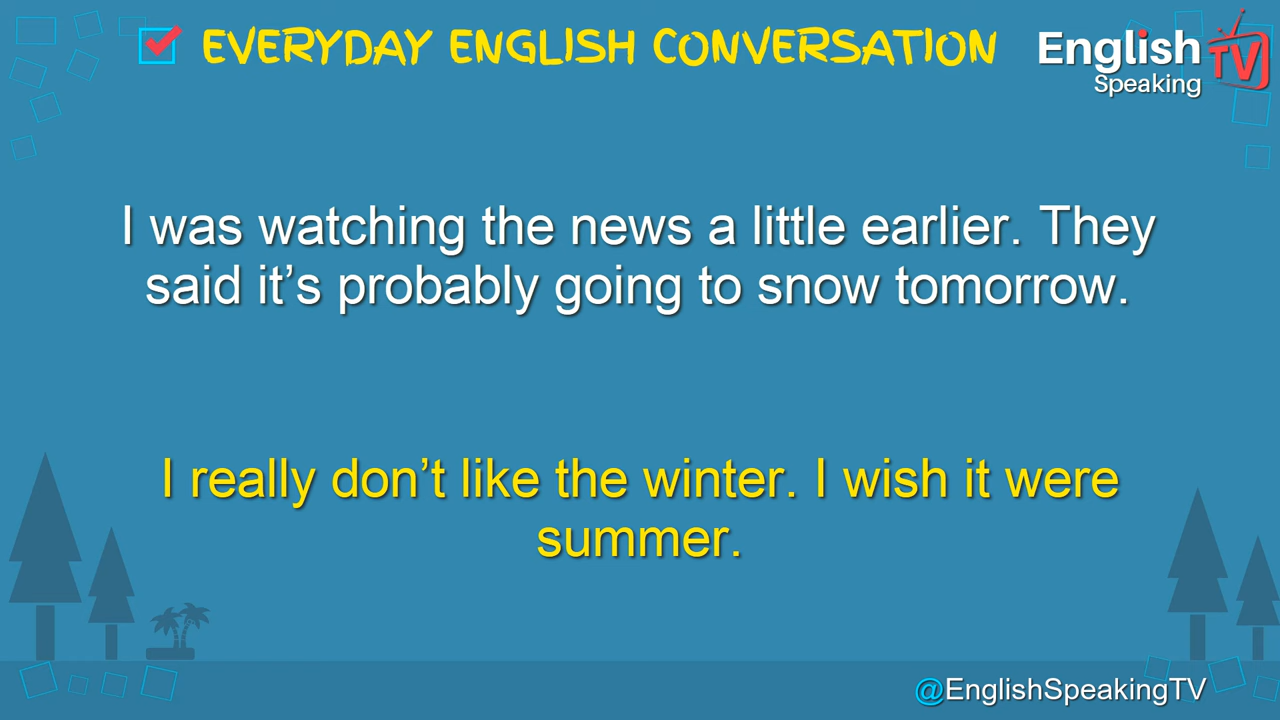 EVERYDAY ENGLISH CONVERSATION
English
Speaking
TV
I was watching the news a little earlier. They
said it’s probably going to snow tomorrow.
I really don’t like the winter. I wish it were
summer.
@EnglishSpeakingTV